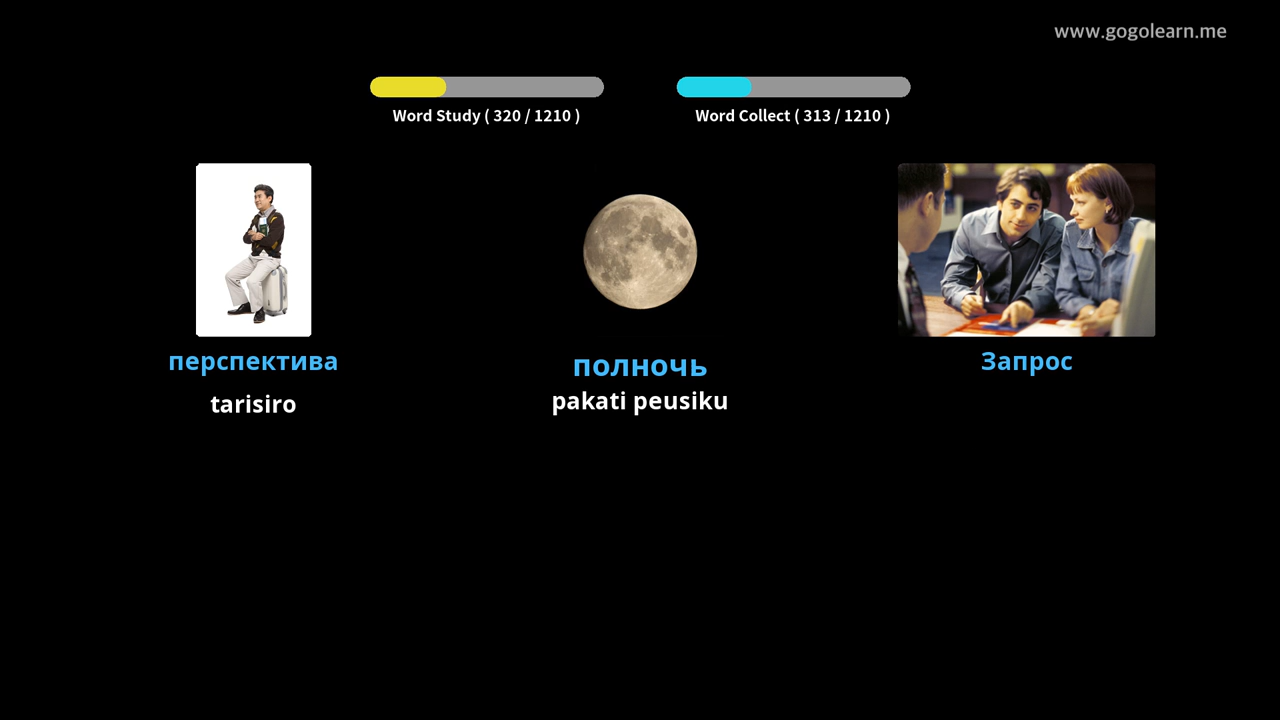 www.gogolearn.me
Word Study ( 320 / 1210 )
Word Collect ( 313 / 1210 )
перспектива
tarisiro
полночь
pakati peusiku
Запрос